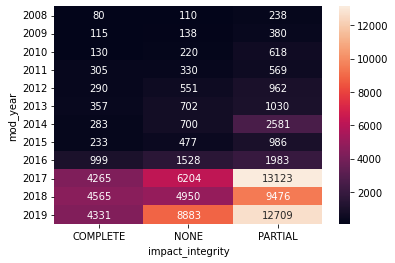 2008 80 110 238
2009 115 138 380
2010 130 220 618
2011 305 330 569
2012 290 551 962
2013 357 702 1030
2014 283 700 2581
2015 233 477 986
2016 999 1528 1983
2017 4265 6204 13123
2018 4565 4950 9476
2019 4331 8883 12709
COMPLETE NONE PARTIAL
impact_integrity
mod_year
12000
10000
8000
6000
4000
2000